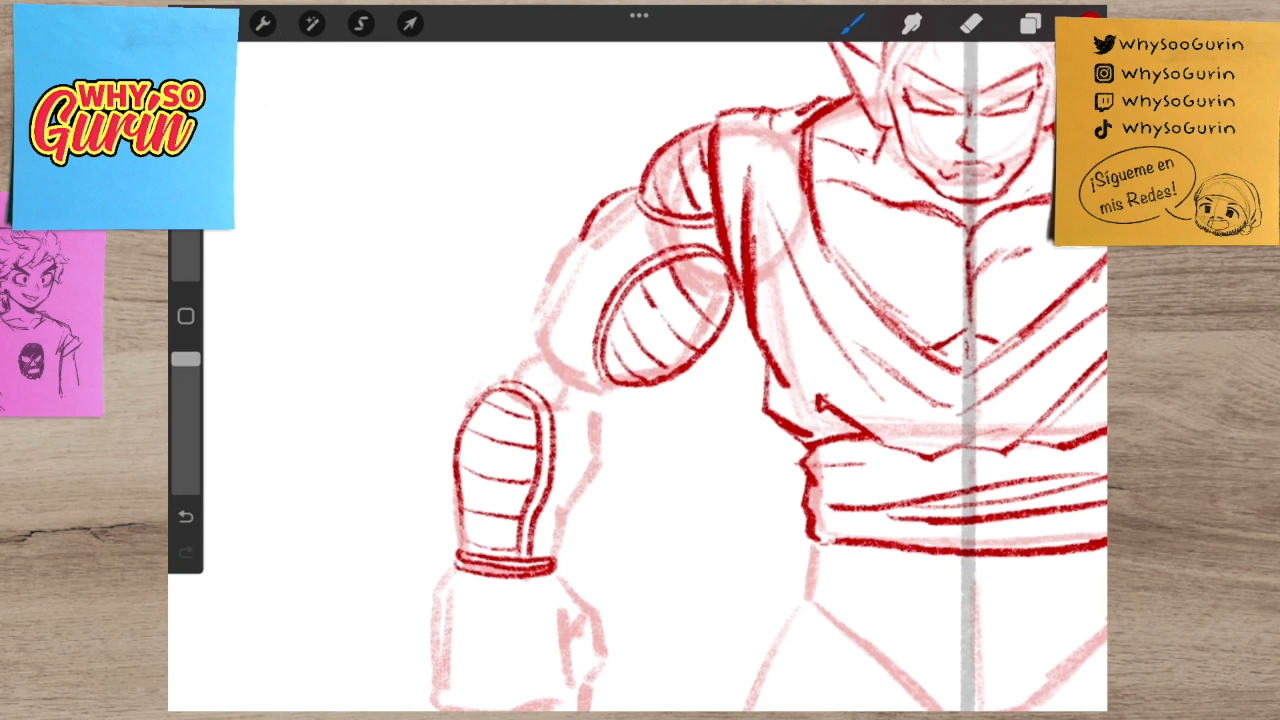 WHY, SO
Gurin
WhySooGurin
WhySoGurin
WhySoGurin
WhySoGurin
¡Sígueme en
mis Redes!